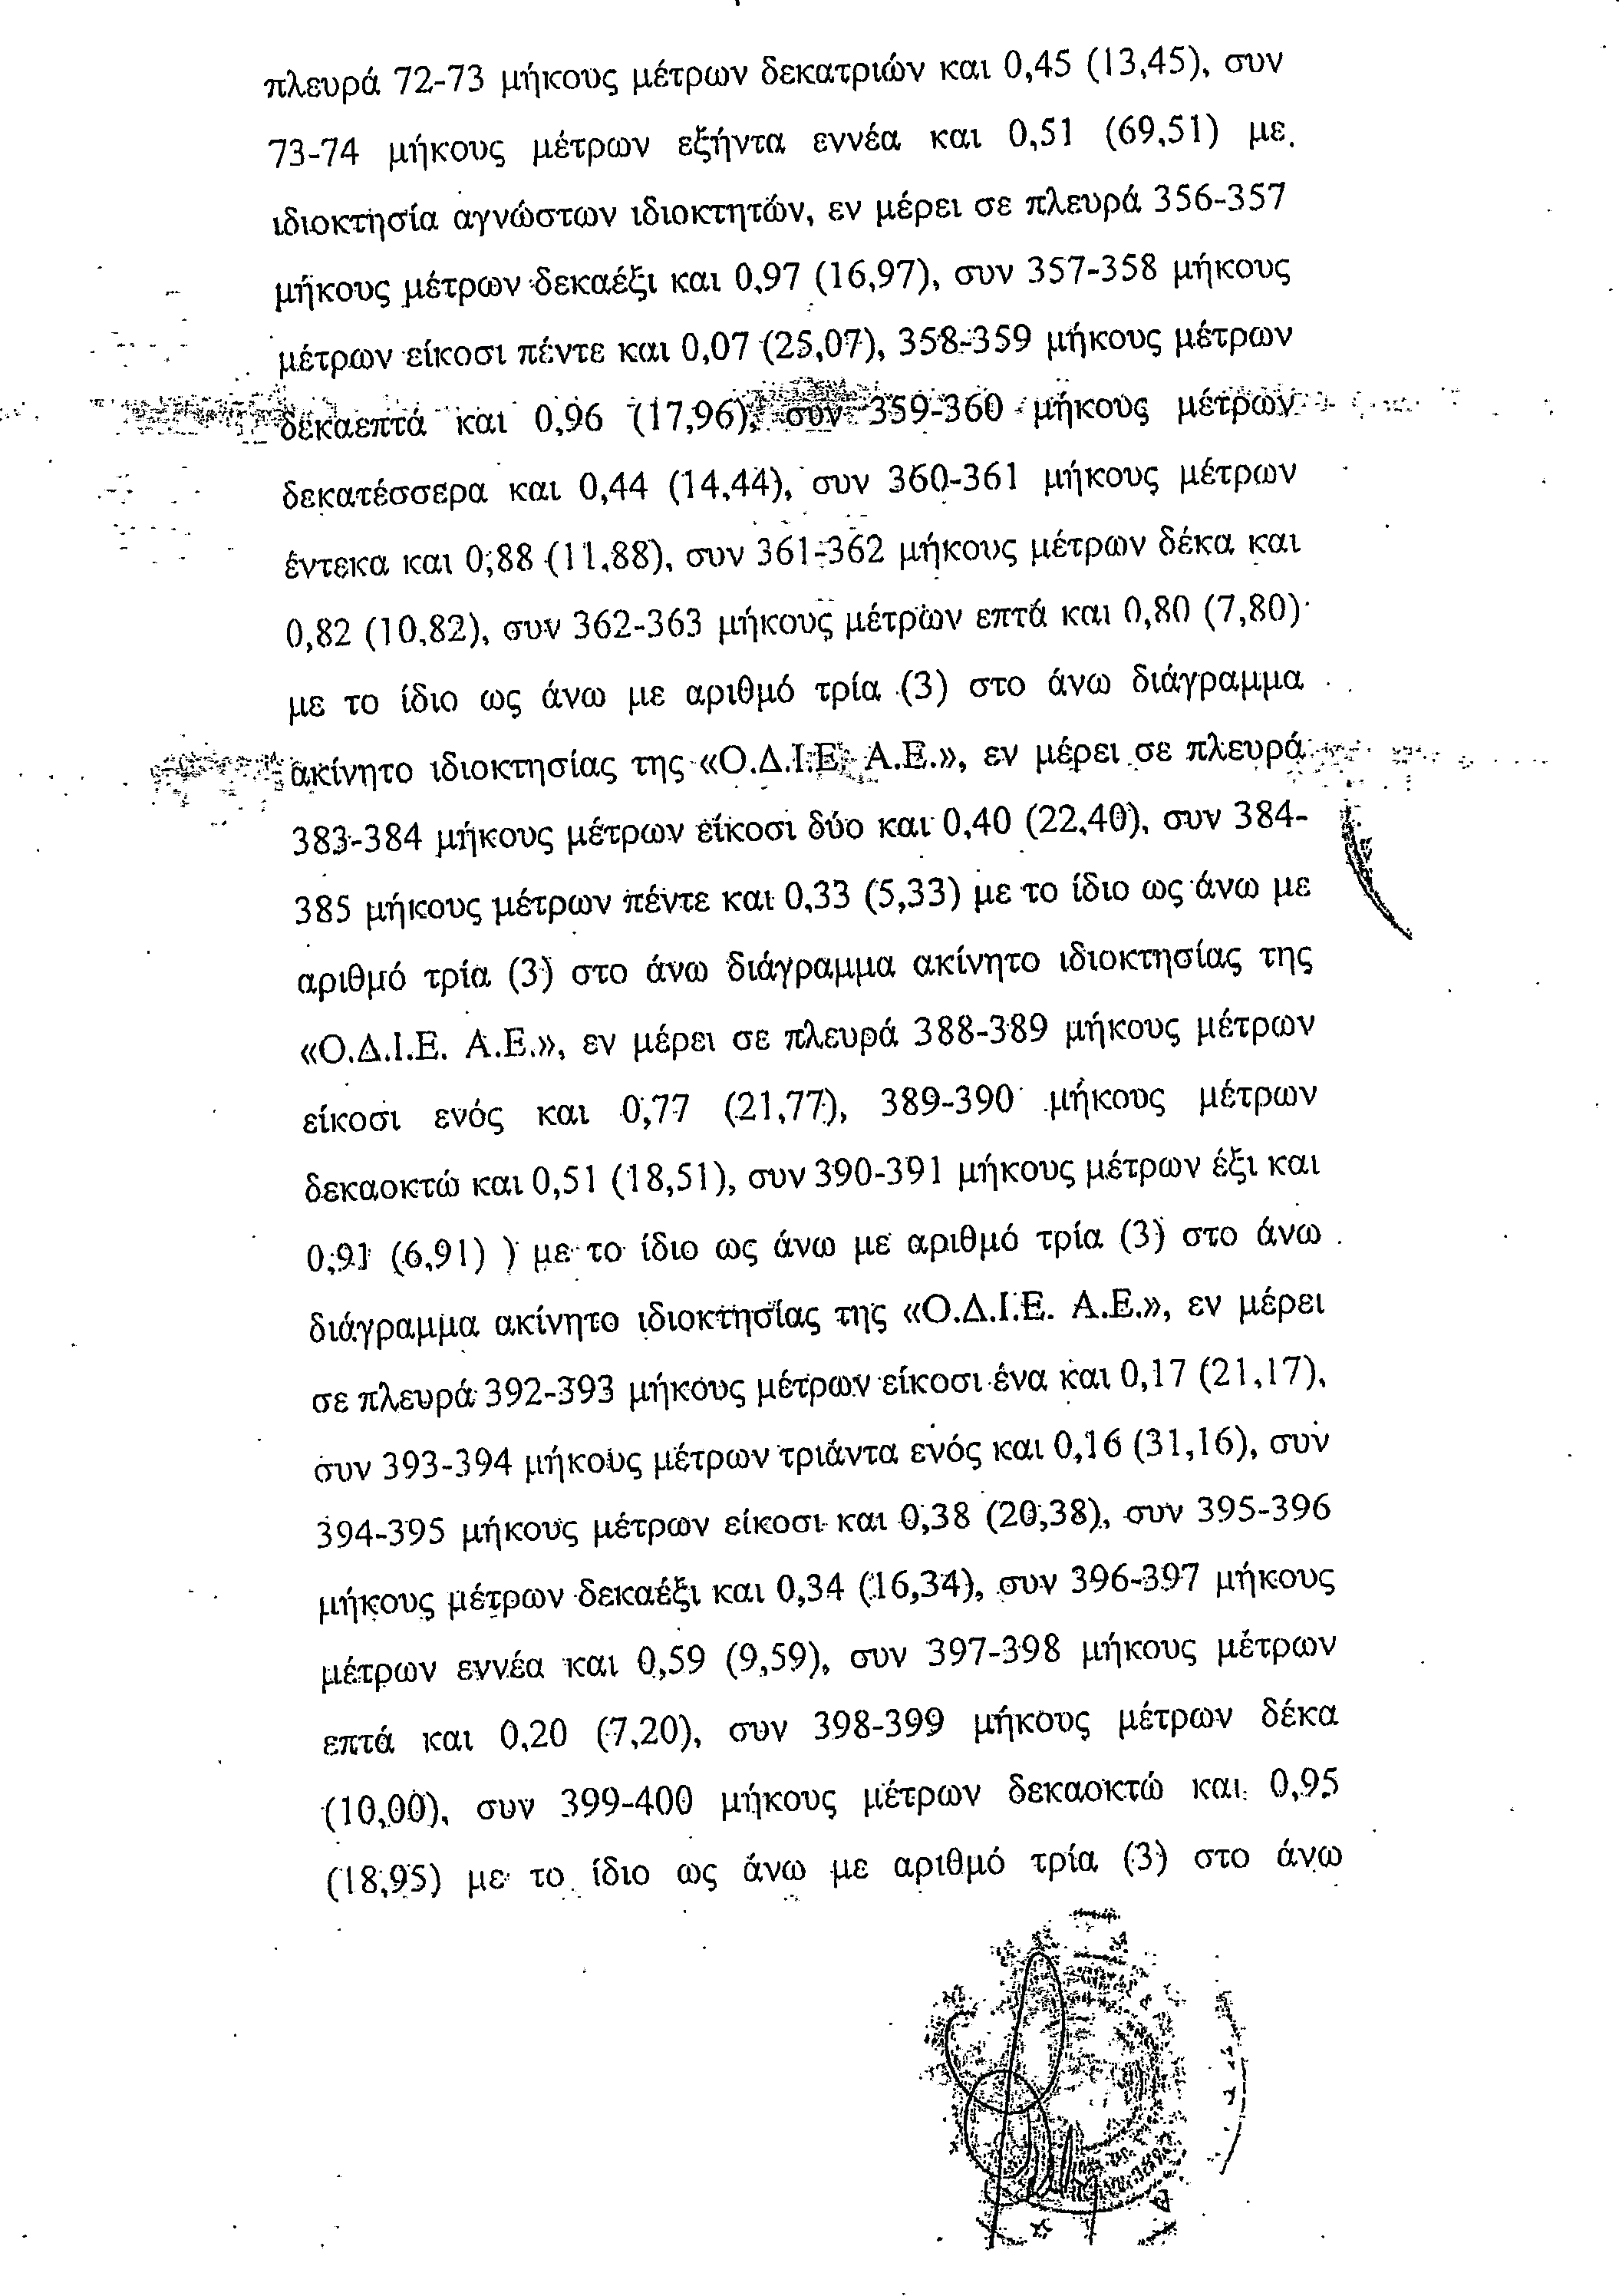 πλευρά 72-73 μήκους μέτρων δεκατριών και 0,45 (13,45), συν
73-74 μήκους μέτρων εξήντα εννέα και 0,51 (69,51) με
ιδιοκτησία αγνώστων ιδιοκτητών, εν μέρει σε πλευρά 356-357
μήκους μέτρων δεκαέξι και 0,97 (16,97), συν 357-358 μήκους
μέτρων είκοσι πέντε και 0,07 (25,07), 358-359 μήκους μέτρων
δεκαεπτά και 0,96 (17,96), συν 359-360 μήκους μέτρων
δεκατέσσερα και 0,44 (14,44), συν 360-361 μήκους μέτρων
έντεκα και 0,88 (11,88), συν 361-362 μήκους μέτρων δέκα και
0,82 (10,82), συν 362-363 μήκους μέτρων επτά και 0,80 (7,80)
με το ίδιο ως άνω με αριθμό τρία (3) στο άνω διάγραμμα
ακίνητο ιδιοκτησίας της «Ο.Δ.Ι.Ε. Α.Ε.», εν μέρει σε πλευρά
383-384 μήκους μέτρων είκοσι δύο και 0,40 (22,40), συν 384-
385 μήκους μέτρων πέντε και 0,33 (5,33) με το ίδιο ως άνω με
αριθμό τρία (3) στο άνω διάγραμμα ακίνητο ιδιοκτησίας της
«Ο.Δ.Ι.Ε. Α.Ε.», εν μέρει σε πλευρά 388-389 μήκους μέτρων
είκοσι ενός και 0,77 (21,77), 389-390 μήκους μέτρων
δεκαοκτώ και 0,51 (18,51), συν 390-391 μήκους μέτρων έξι και
0,91 (6,91) ) με το ίδιο ως άνω με αριθμό τρία (3) στο άνω
διάγραμμα ακίνητο ιδιοκτησίας της «Ο.Δ.Ι.Ε. Α.Ε.», εν μέρει
σε πλευρά 392-393 μήκους μέτρων είκοσι ένα και 0,17 (21,17),
συν 393-394 μήκους μέτρων τριάντα ενός και 0,16 (31,16), συν
394-395 μήκους μέτρων είκοσι και 0,38 (20,38), συν 395-396
μήκους μέτρων δεκαέξι και 0,34 (16,34), συν 396-397 μήκους
μέτρων εννέα και 0,59 (9,59), συν 397-398 μήκους μέτρων
επτά και 0,20 (7,20), συν 398-399 μήκους μέτρων δέκα
(10,00), συν 399-400 μήκους μέτρων δεκαοκτώ και 0,95
(18,95) με το ίδιο ως άνω με αριθμό τρία (3) στο άνω